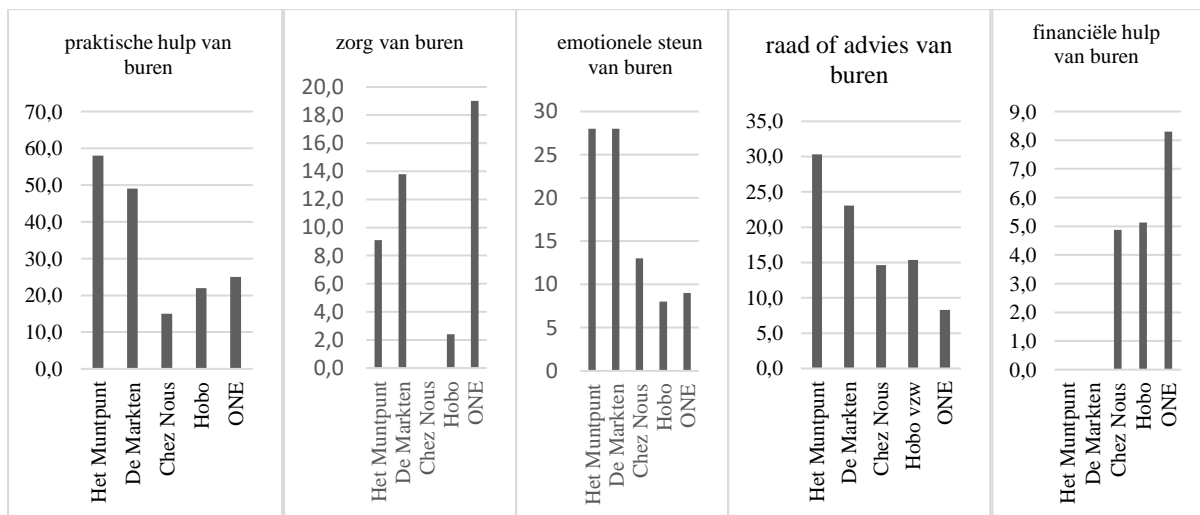 praktische hulp van
buren
70,0
60,0
50,0
40,0
30,0
20,0
10,0
0,0
Het Muntpunt
De Markten
Chez Nous
Hobo
ONE
zorg van buren
20,0
18,0
16,0
14,0
12,0
10,0
8,0
6,0
4,0
2,0
0,0
Het Muntpunt
De Markten
Chez Nous
Hobo
ONE
emotionele steun
van buren
30
25
20
15
10
5
0
Het Muntpunt
De Markten
Chez Nous
Hobo
ONE
raad of advies van
buren
35,0
30,0
25,0
20,0
15,0
10,0
5,0
0,0
Het Muntpunt
De Markten
Chez Nous
Hobo vzw
ONE
financiële hulp
van buren
9,0
8,0
7,0
6,0
5,0
4,0
3,0
2,0
1,0
0,0
Het Muntpunt
De Markten
Chez Nous
Hobo
ONE